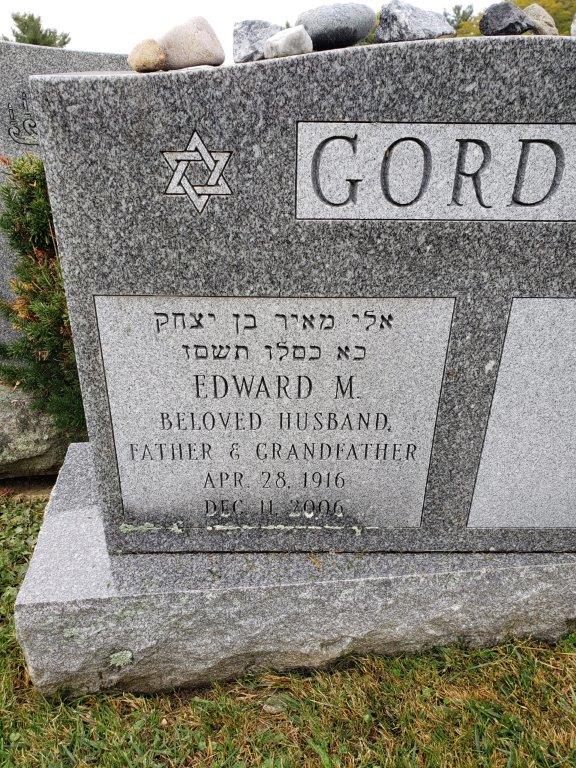 GORD
אלי מאיר בן יצחק
כא כסלו תשסז
EDWARD M.
BELOVED HUSBAND,
FATHER & GRANDFATHER
APR. 28, 1916
DEC. 11, 2006